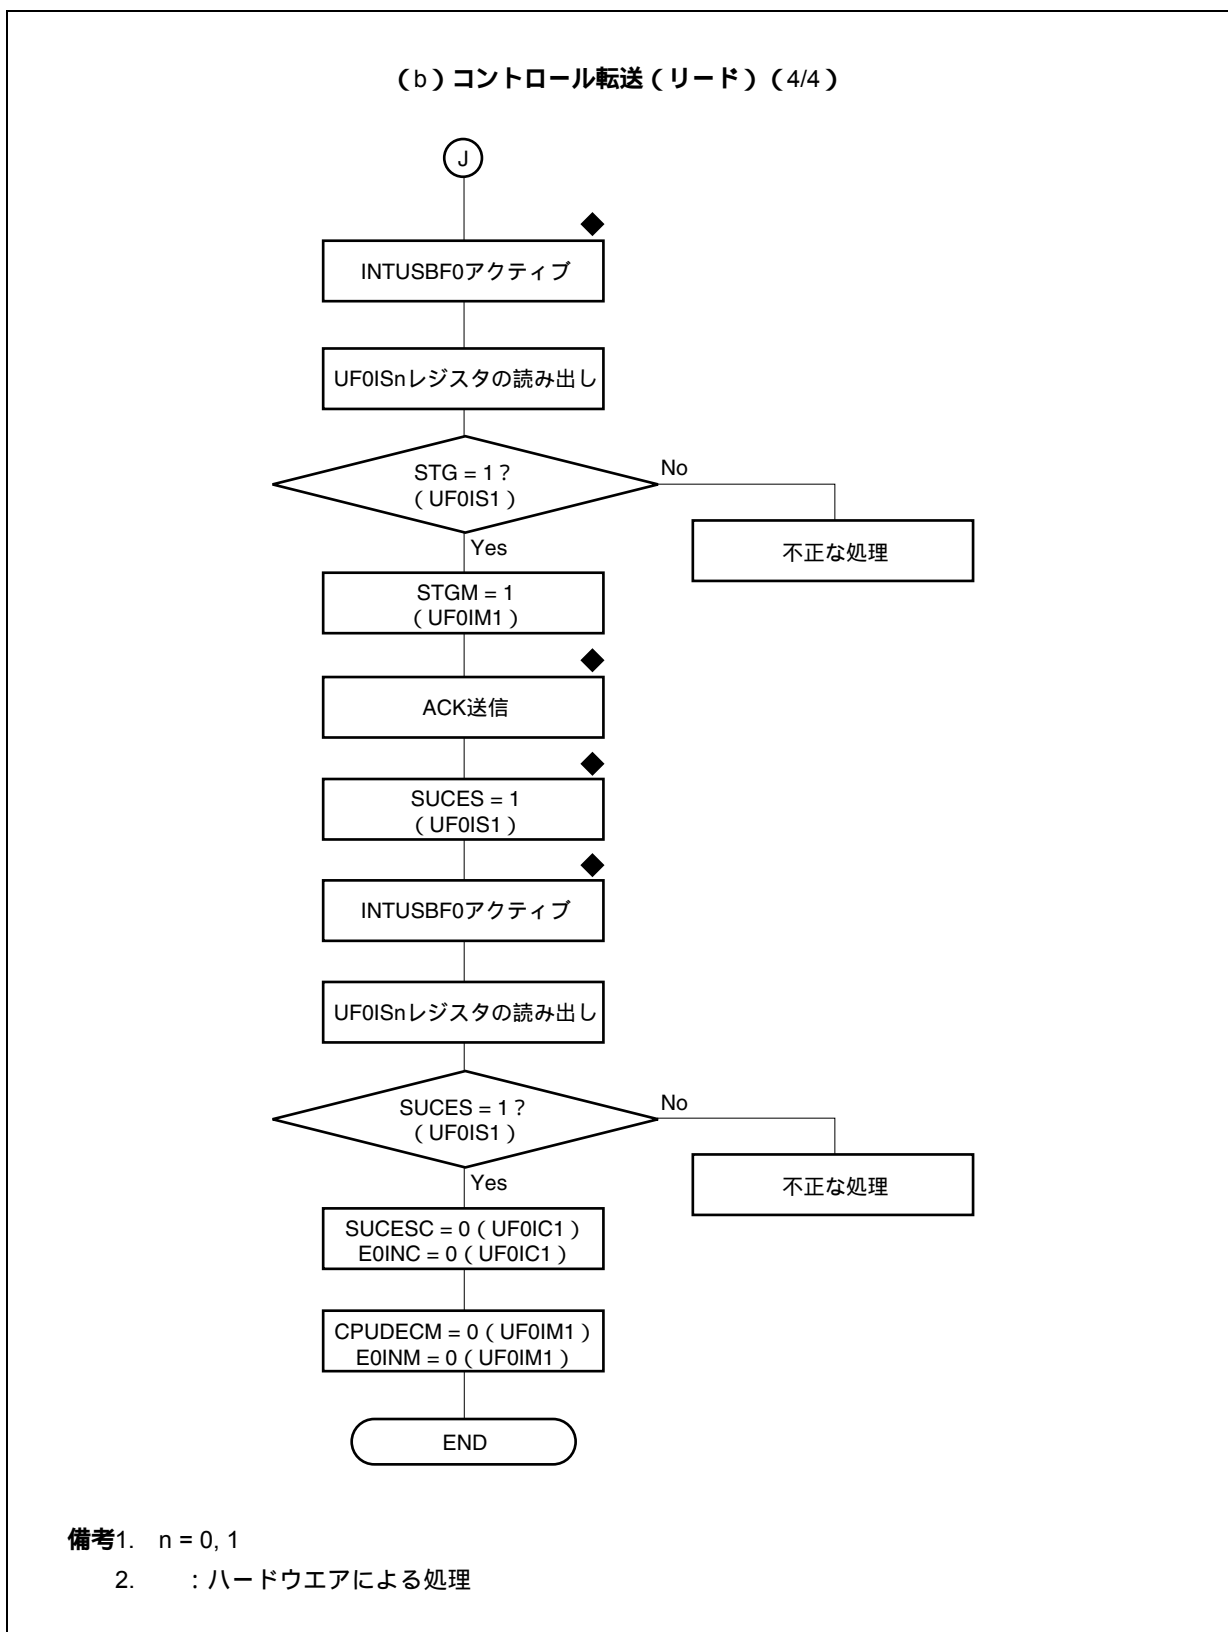 （b）コントロール転送（リード）（4/4）
J
INTUSBF0アクティブ
UF0ISnレジスタの読み出し
STG = 1？
（UF0IS1）
No
不正な処理
Yes
STGM = 1
（UF0IM1）
ACK送信
SUCES = 1
（UF0IS1）
INTUSBF0アクティブ
UF0ISnレジスタの読み出し
SUCES = 1？
（UF0IS1）
No
不正な処理
Yes
SUCESC = 0（UF0IC1）
E0INC = 0（UF0IC1）
CPUDECM = 0（UF0IM1）
E0INM = 0（UF0IM1）
END
備考1. n = 0, 1
2. ：ハードウエアによる処理